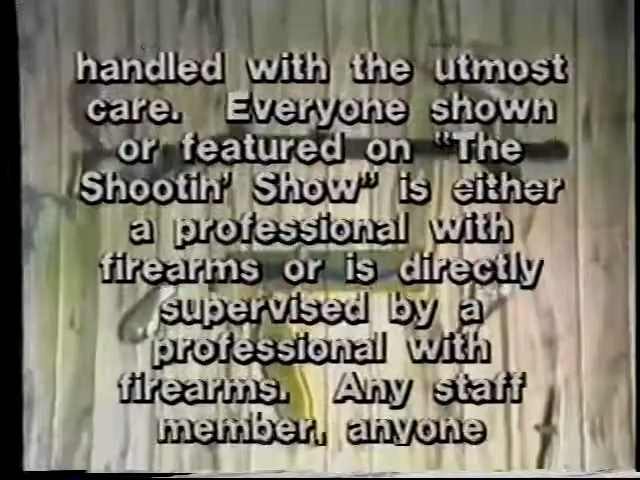 handled with the utmost
care. Everyone shown
or featured on "The
Shootin' Show" is either
a professional with
firearms or is directly
supervised by a
professional with
firearms. Any staff
member, anyone